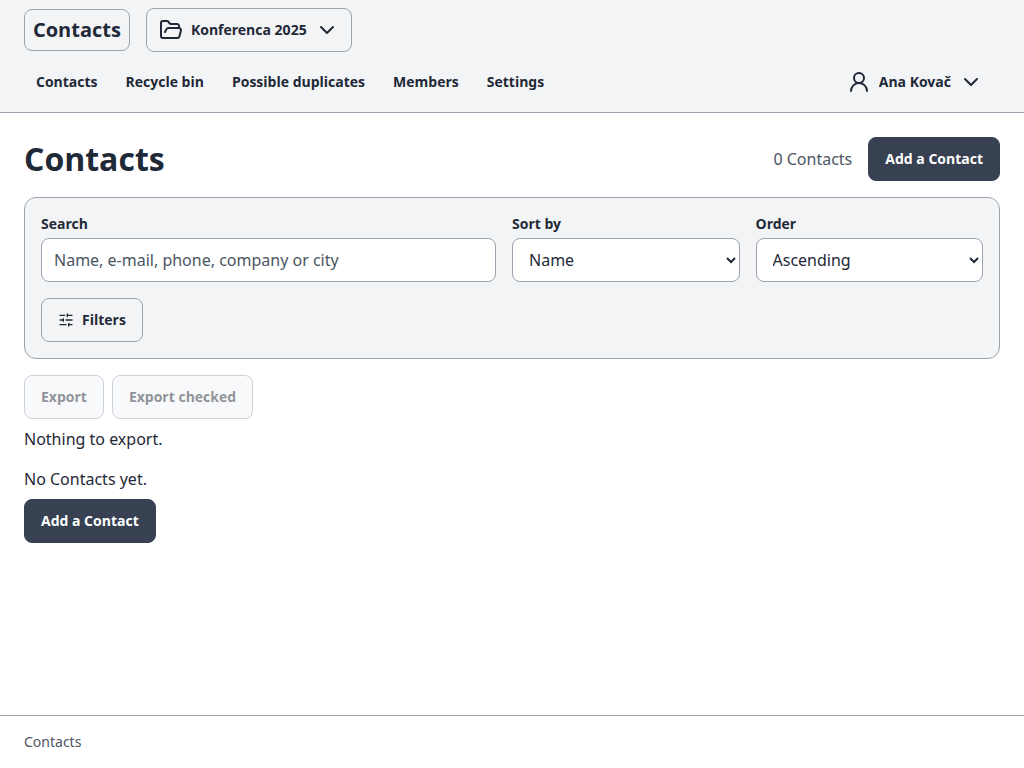 Contacts
Konferenca 2025
Contacts
Recycle bin
Possible duplicates
Members
Settings
Ana Kovač
Contacts
0 Contacts
Add a Contact
Search
Sort by
Order
Name, e-mail, phone, company or city
Name
Ascending
Filters
Export
Export checked
Nothing to export.
No Contacts yet.
Add a Contact
Contacts